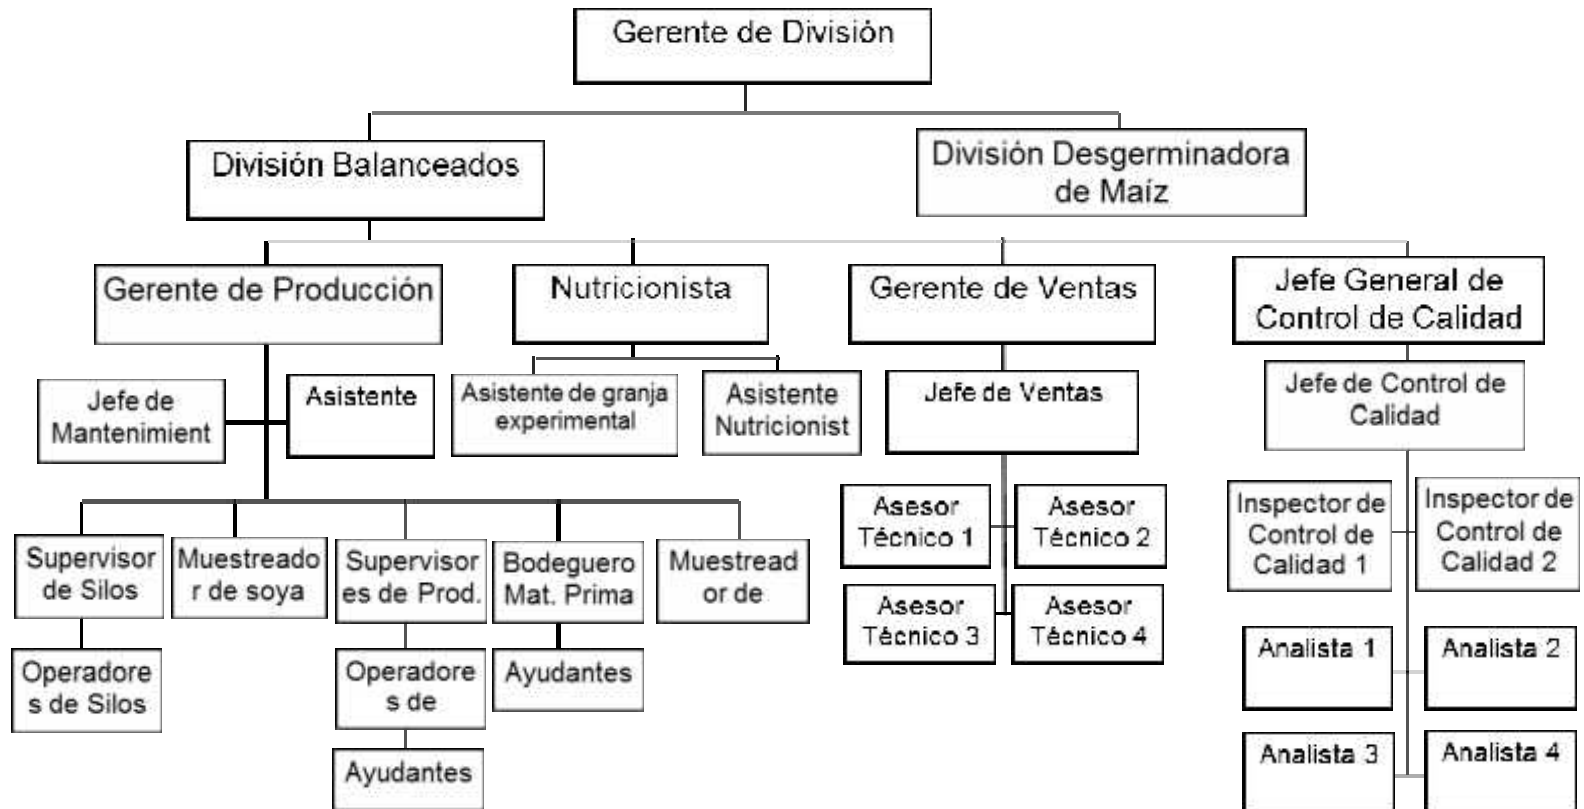 Gerente de División
División Balanceados
División Desgerminadora
de Maíz
Gerente de Producción
Nutricionista
Gerente de Ventas
Jefe General de
Control de Calidad
Jefe de
Mantenimient
Asistente
Asistente de granja
experimental
Asistente
Nutricionist
Jefe de Ventas
Jefe de Control de
Calidad
Supervisor
de Silos
Muestreado
r de soya
Supervisor
es de Prod.
Bodeguero
Mat. Prima
Muestread
or de
Asesor
Técnico 1
Asesor
Técnico 2
Inspector de
Control de
Calidad 1
Inspector de
Control de
Calidad 2
Asesor
Técnico 3
Asesor
Técnico 4
Operadore
s de Silos
Operadore
s de
Ayudantes
Analista 1
Analista 2
Ayudantes
Analista 3
Analista 4